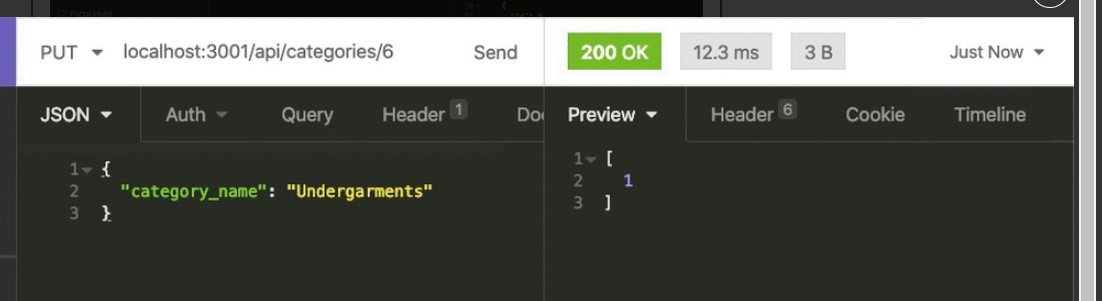 PUT localhost:3001/api/categories/6 Send 200 OK 12.3 ms 3 B Just Now
JSON Auth Query Header 1 Do Preview Header 6 Cookie Timeline
1 {
2 "category_name": "Undergarments"
3 }
1 [
2 1
3 ]